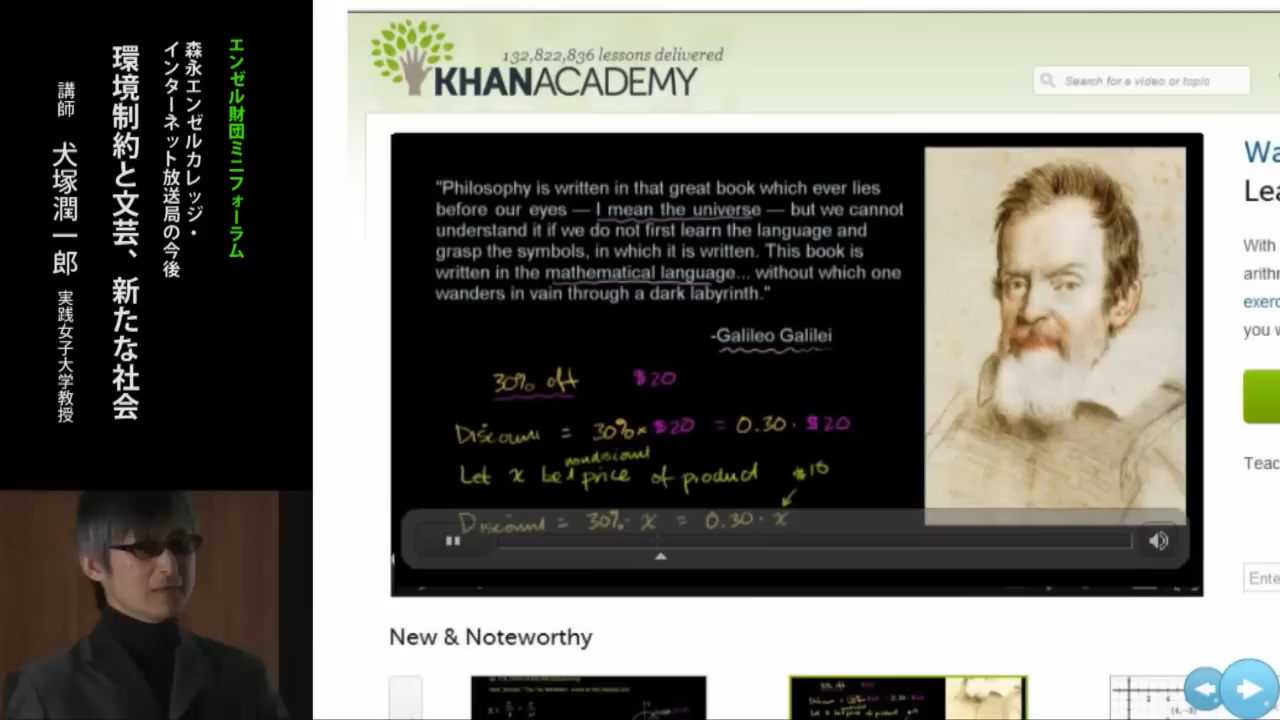 エンゼル財団ミニフォーラム
森永エンゼルカレッジ・
インターネット放送局の今後
環境制約と文芸、新たな社会
講師 犬塚潤一郎 実践女子大学教授
132,822,836 lessons delivered
KHANACADEMY
Search for a video or topic
"Philosophy is written in that great book which ever lies
before our eyes — I mean the universe — but we cannot
understand it if we do not first learn the language and
grasp the symbols, in which it is written. This book is
written in the mathematical language... without which one
wanders in vain through a dark labyrinth."
-Galileo Galilei
30% off $20
Discount = 30% × $20 = 0.30 · $20
nondiscount
Let x be price of product $10
Discount = 30% · x = 0.30 · x
Wa
Lea
With
arith
exerc
you w
Teac
Ente
New & Noteworthy